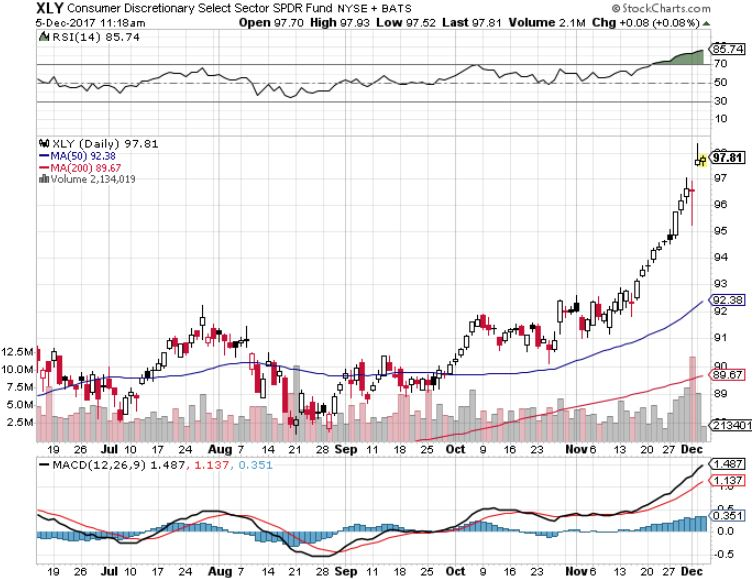 XLY Consumer Discretionary Select Sector SPDR Fund NYSE + BATS © StockCharts.com
5-Dec-2017 11:18am Open 97.70 High 97.93 Low 97.52 Last 97.81 Volume 2.1M Chg +0.08 (+0.08%)
RSI(14) 85.74
85.74
70
50
30
10
XLY (Daily) 97.81
MA(50) 92.38
MA(200) 89.67
Volume 2,134,019
97.81
97
96
95
94
93
92.38
92
91
12.5M
10.0M
89.67
7.5M
89
5.0M
2.5M
2134019
19 26 Jul 10 17 24 Aug 7 14 21 28 Sep 11 18 25 Oct 9 16 23 Nov 6 13 20 27 Dec
MACD(12,26,9) 1.487, 1.137, 0.351
1.487
1.137
0.351
0.0
-0.5
19 26 Jul 10 17 24 Aug 7 14 21 28 Sep 11 18 25 Oct 9 16 23 Nov 6 13 20 27 Dec